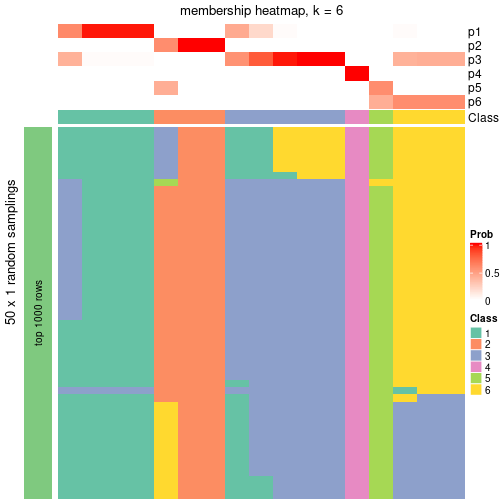 membership heatmap, k = 6
p1
p2
p3
p4
p5
p6
Class
50 x 1 random samplings
top 1000 rows
Prob
1
0.5
0
Class
1
2
3
4
5
6